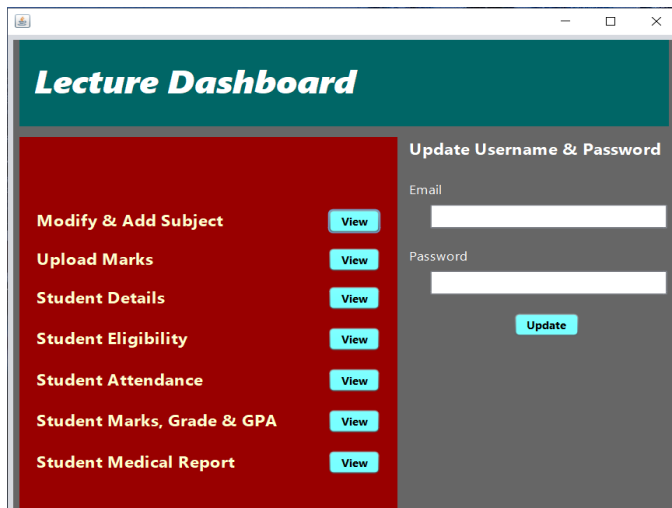 Lecture Dashboard
Modify & Add Subject View
Upload Marks View
Student Details View
Student Eligibility View
Student Attendance View
Student Marks, Grade & GPA View
Student Medical Report View
Update Username & Password
Email
Password
Update